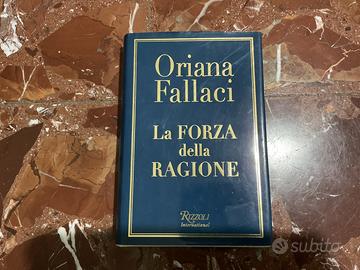 Oriana
Fallaci
La FORZA
della
RAGIONE
RIZZOLI
International
subito